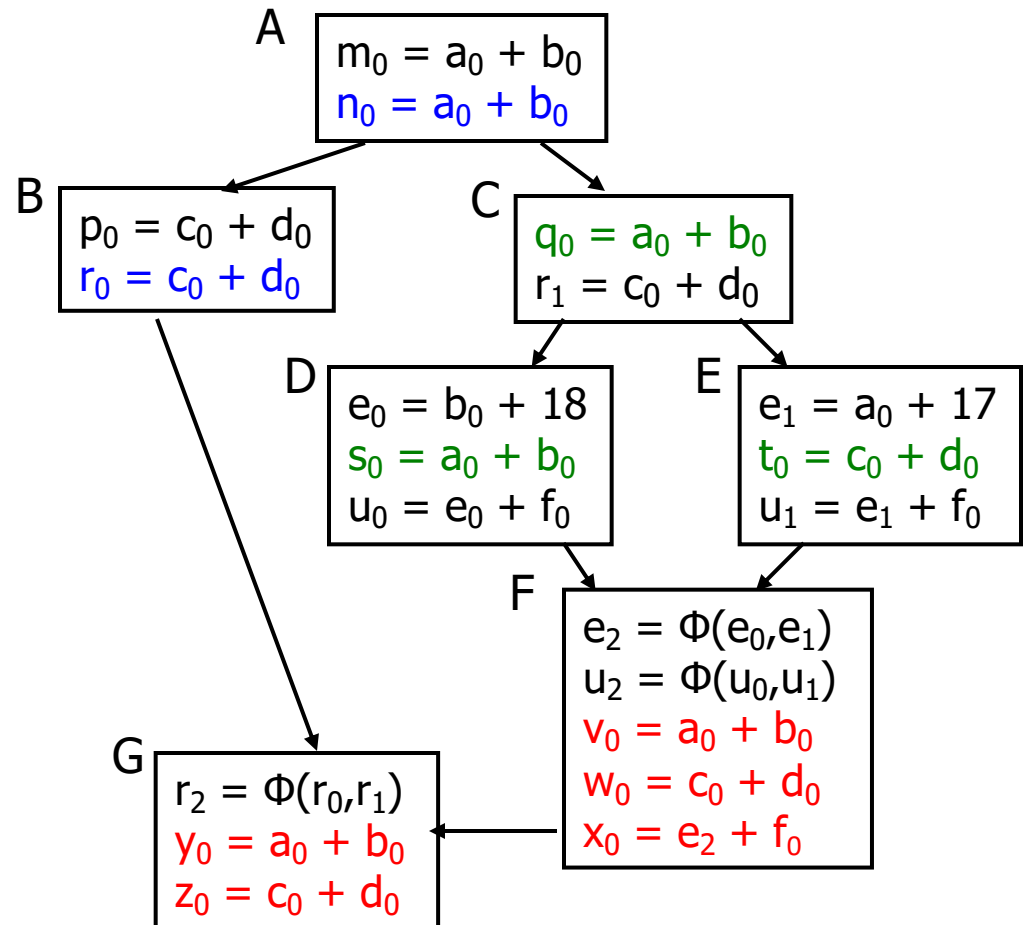 A
m₀ = a₀ + b₀
n₀ = a₀ + b₀
B
p₀ = c₀ + d₀
r₀ = c₀ + d₀
C
q₀ = a₀ + b₀
r₁ = c₀ + d₀
D
e₀ = b₀ + 18
s₀ = a₀ + b₀
u₀ = e₀ + f₀
E
e₁ = a₀ + 17
t₀ = c₀ + d₀
u₁ = e₁ + f₀
F
e₂ = Φ(e₀,e₁)
u₂ = Φ(u₀,u₁)
v₀ = a₀ + b₀
w₀ = c₀ + d₀
x₀ = e₂ + f₀
G
r₂ = Φ(r₀,r₁)
y₀ = a₀ + b₀
z₀ = c₀ + d₀